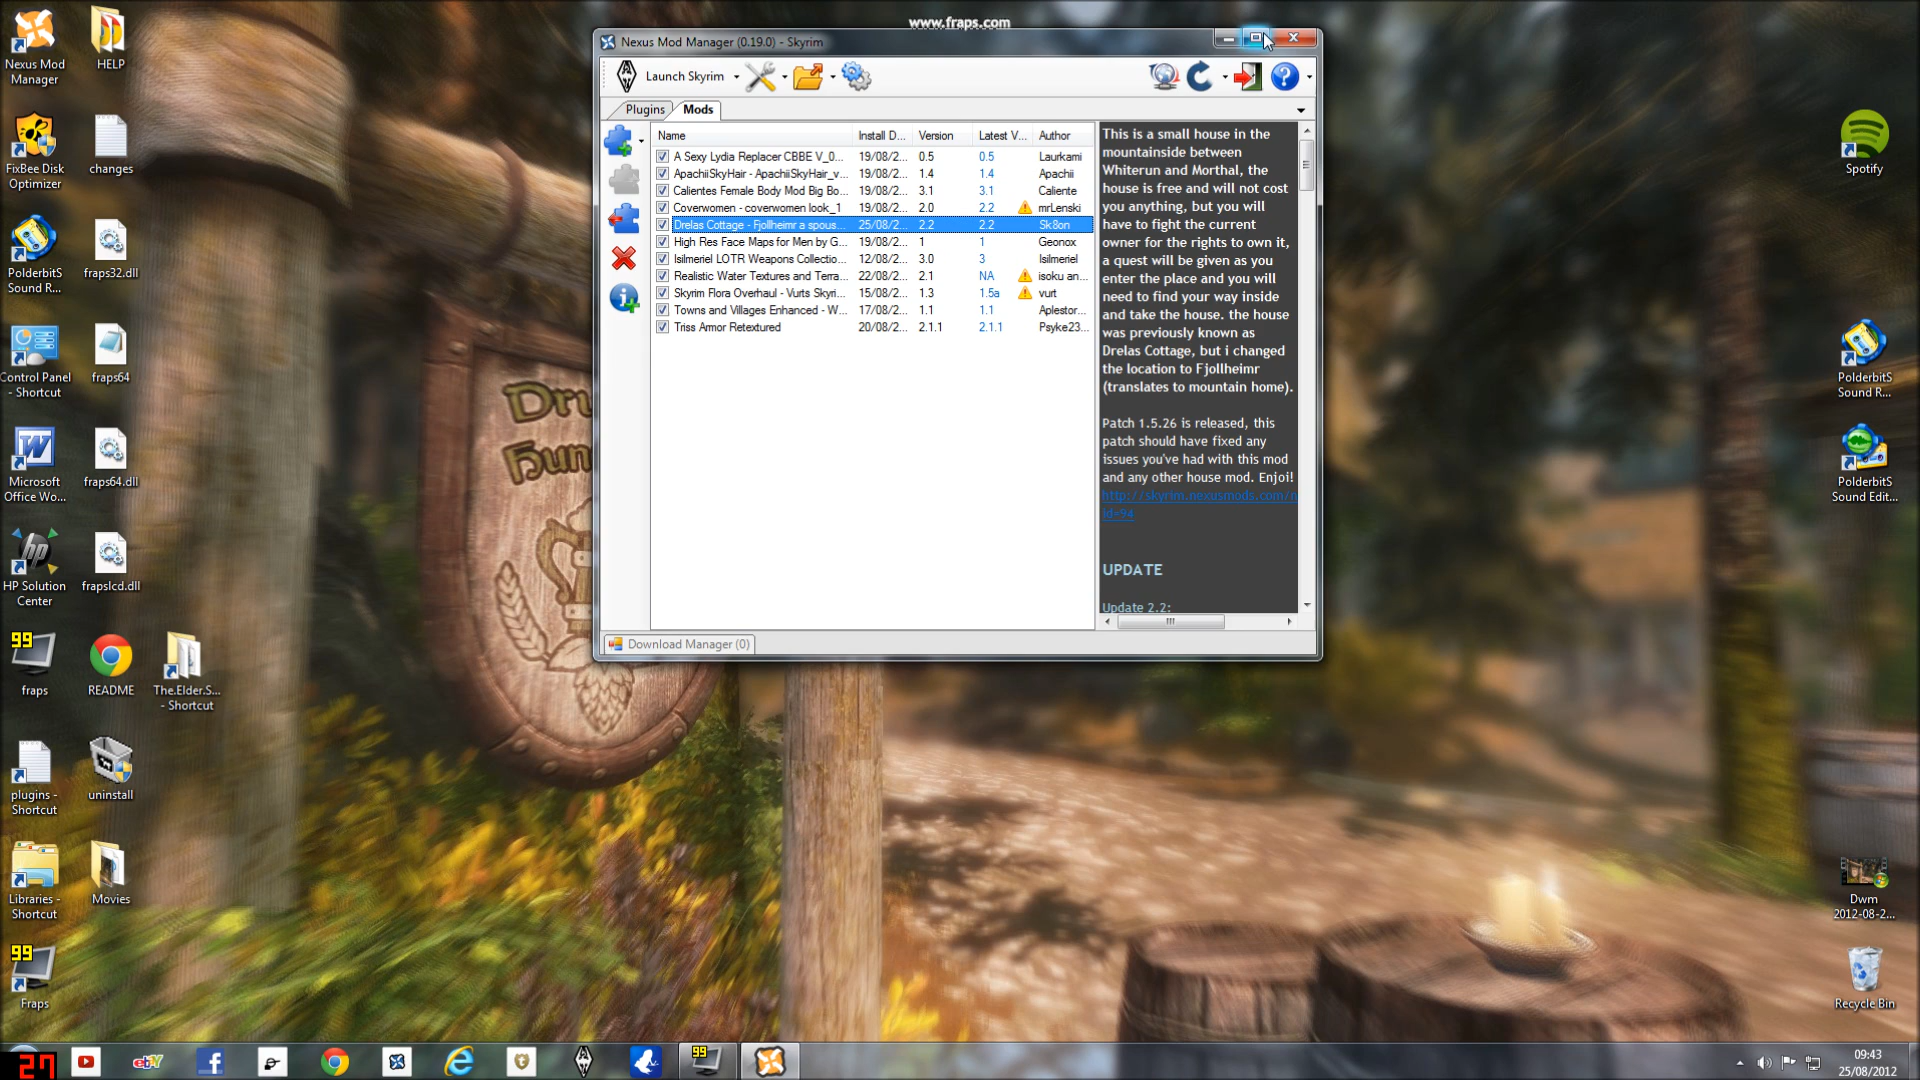 www.fraps.com
Nexus Mod Manager (0.19.0) - Skyrim
Launch Skyrim
Plugins
Mods
Name Install D... Version Latest V... Author
A Sexy Lydia Replacer CBBE V_0... 19/08/2... 0.5 0.5 Laurkami
ApachiiSkyHair - ApachiiSkyHair_v... 19/08/2... 1.4 1.4 Apachii
Calientes Female Body Mod Big Bo... 19/08/2... 3.1 3.1 Caliente
Coverwomen - coverwomen look_1 19/08/2... 2.0 2.2 mrLenski
Drelas Cottage - Fjollheimr a spous... 25/08/2... 2.2 2.2 Sk8on
High Res Face Maps for Men by G... 19/08/2... 1 1 Geonox
Isilmeriel LOTR Weapons Collectio... 12/08/2... 3.0 3 Isilmeriel
Realistic Water Textures and Terra... 22/08/2... 2.1 NA isoku an...
Skyrim Flora Overhaul - Vurts Skyri... 15/08/2... 1.3 1.5a vurt
Towns and Villages Enhanced - W... 17/08/2... 1.1 1.1 Aplestor...
Triss Armor Retextured 20/08/2... 2.1.1 2.1.1 Psyke23...
This is a small house in the
mountainside between
Whiterun and Morthal, the
house is free and will not cost
you anything, but you will
have to fight the current
owner for the rights to own it,
a quest will be given as you
enter the place and you will
need to find your way inside
and take the house. the house
was previously known as
Drelas Cottage, but i changed
the location to Fjollheimr
(translates to mountain home).
Patch 1.5.26 is released, this
patch should have fixed any
issues you've had with this mod
and any other house mod. Enjoi!
http://skyrim.nexusmods.com/n
id=94
UPDATE
Update 2.2:
Download Manager (0)
Nexus Mod
Manager
HELP
FixBee Disk
Optimizer
changes
PolderbitS
Sound R...
fraps32.dll
Control Panel
- Shortcut
fraps64
Microsoft
Office Wo...
fraps64.dll
HP Solution
Center
frapslcd.dll
99
fraps
README
The.Elder.S...
- Shortcut
plugins -
Shortcut
uninstall
Libraries -
Shortcut
Movies
99
Fraps
Spotify
PolderbitS
Sound R...
PolderbitS
Sound Edit...
Dwm
2012-08-2...
Recycle Bin
27
ebY
99
09:43
25/08/2012